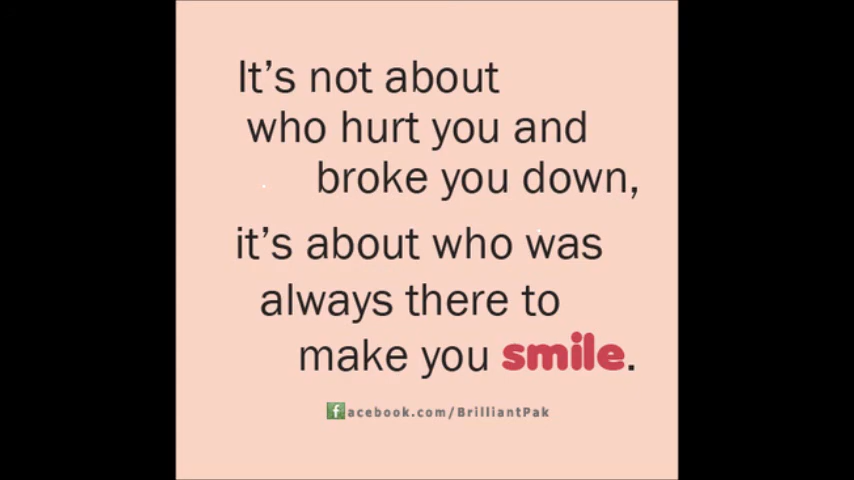 It's not about
who hurt you and
broke you down,
it's about who was
always there to
make you smile.
facebook.com/BrilliantPak